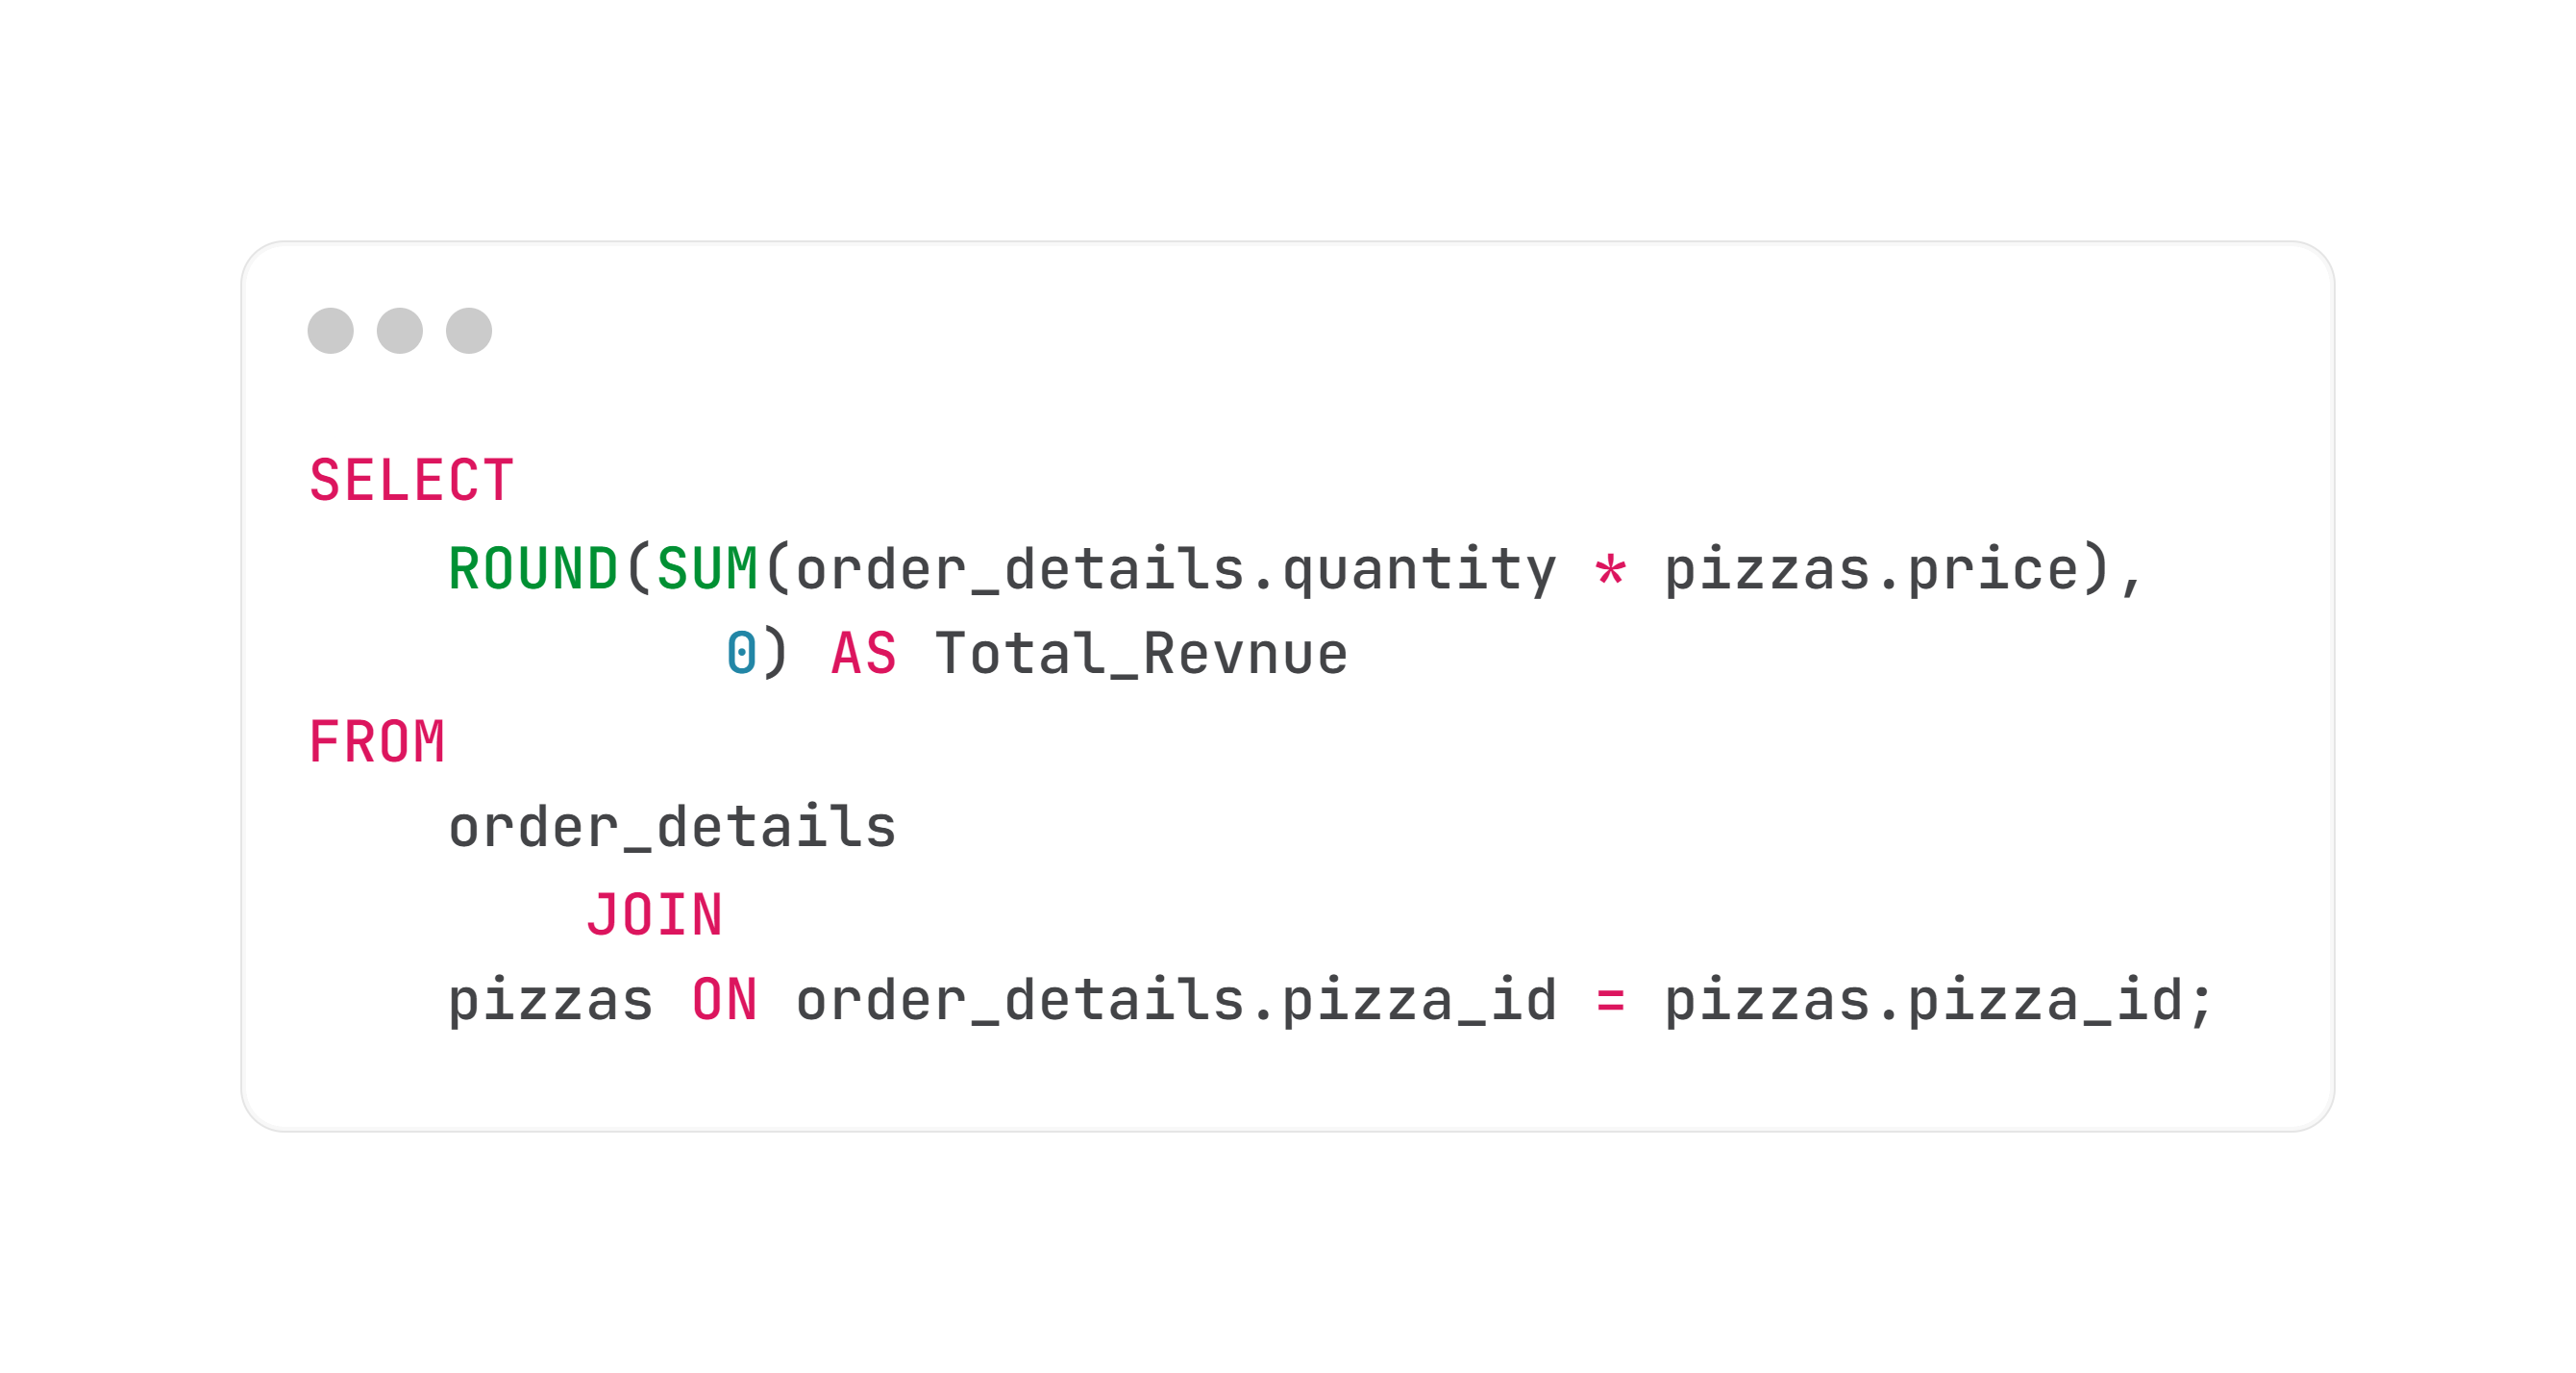 SELECT
    ROUND(SUM(order_details.quantity * pizzas.price),
            0) AS Total_Revnue
FROM
    order_details
        JOIN
    pizzas ON order_details.pizza_id = pizzas.pizza_id;